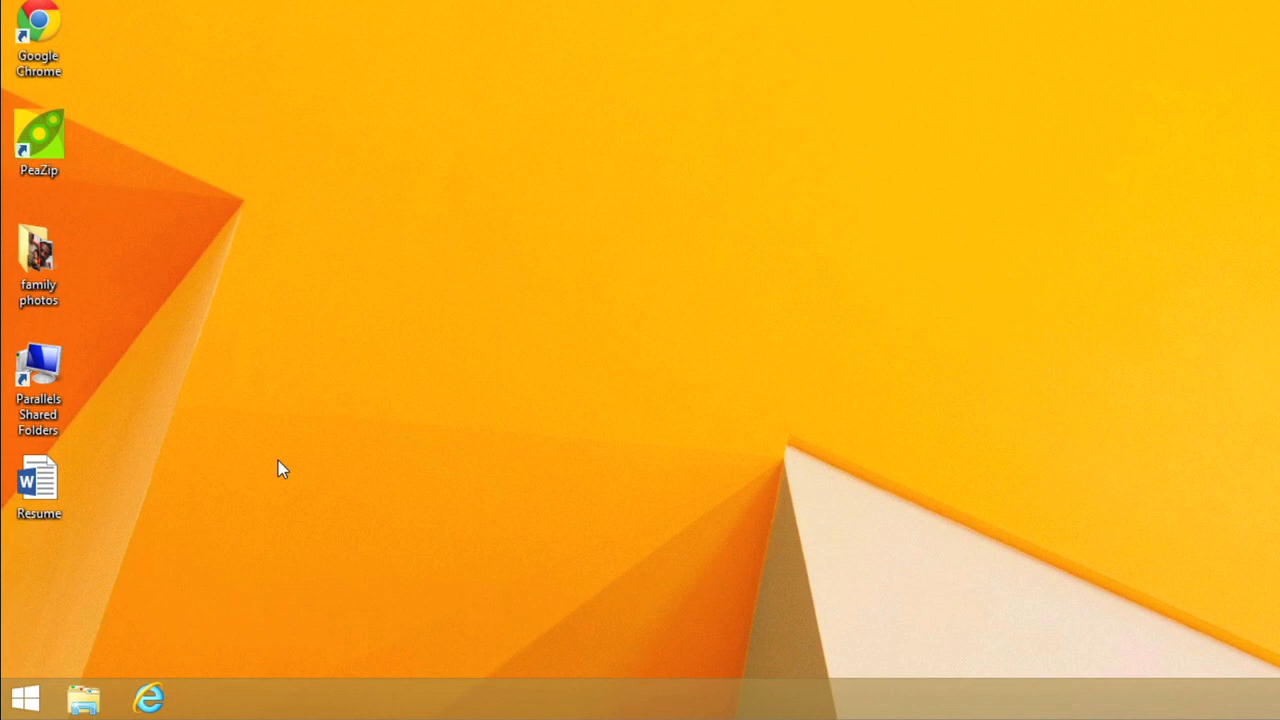 Google
Chrome
PeaZip
family
photos
Parallels
Shared
Folders
W
Resume